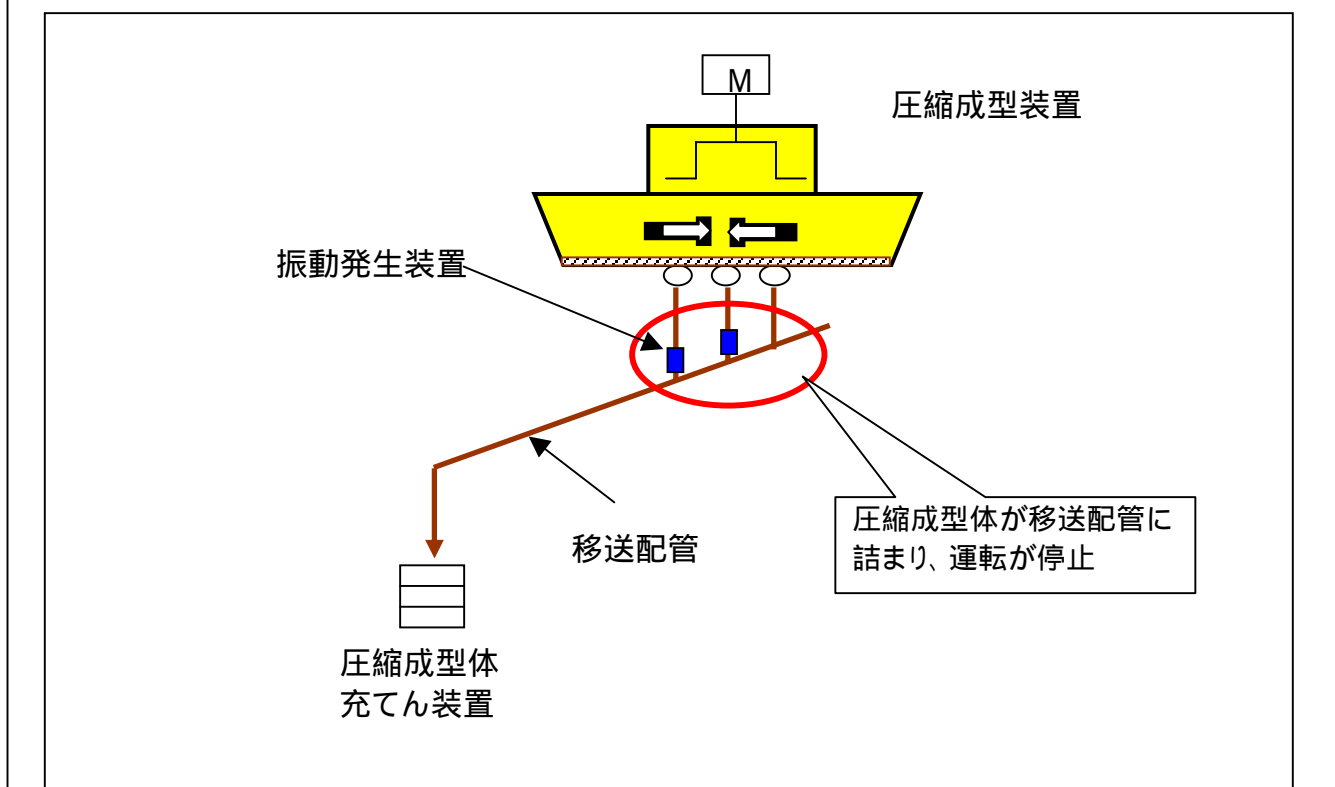 M
圧縮成型装置
振動発生装置
圧縮成型体が移送配管に
詰まり、運転が停止
移送配管
圧縮成型体
充てん装置